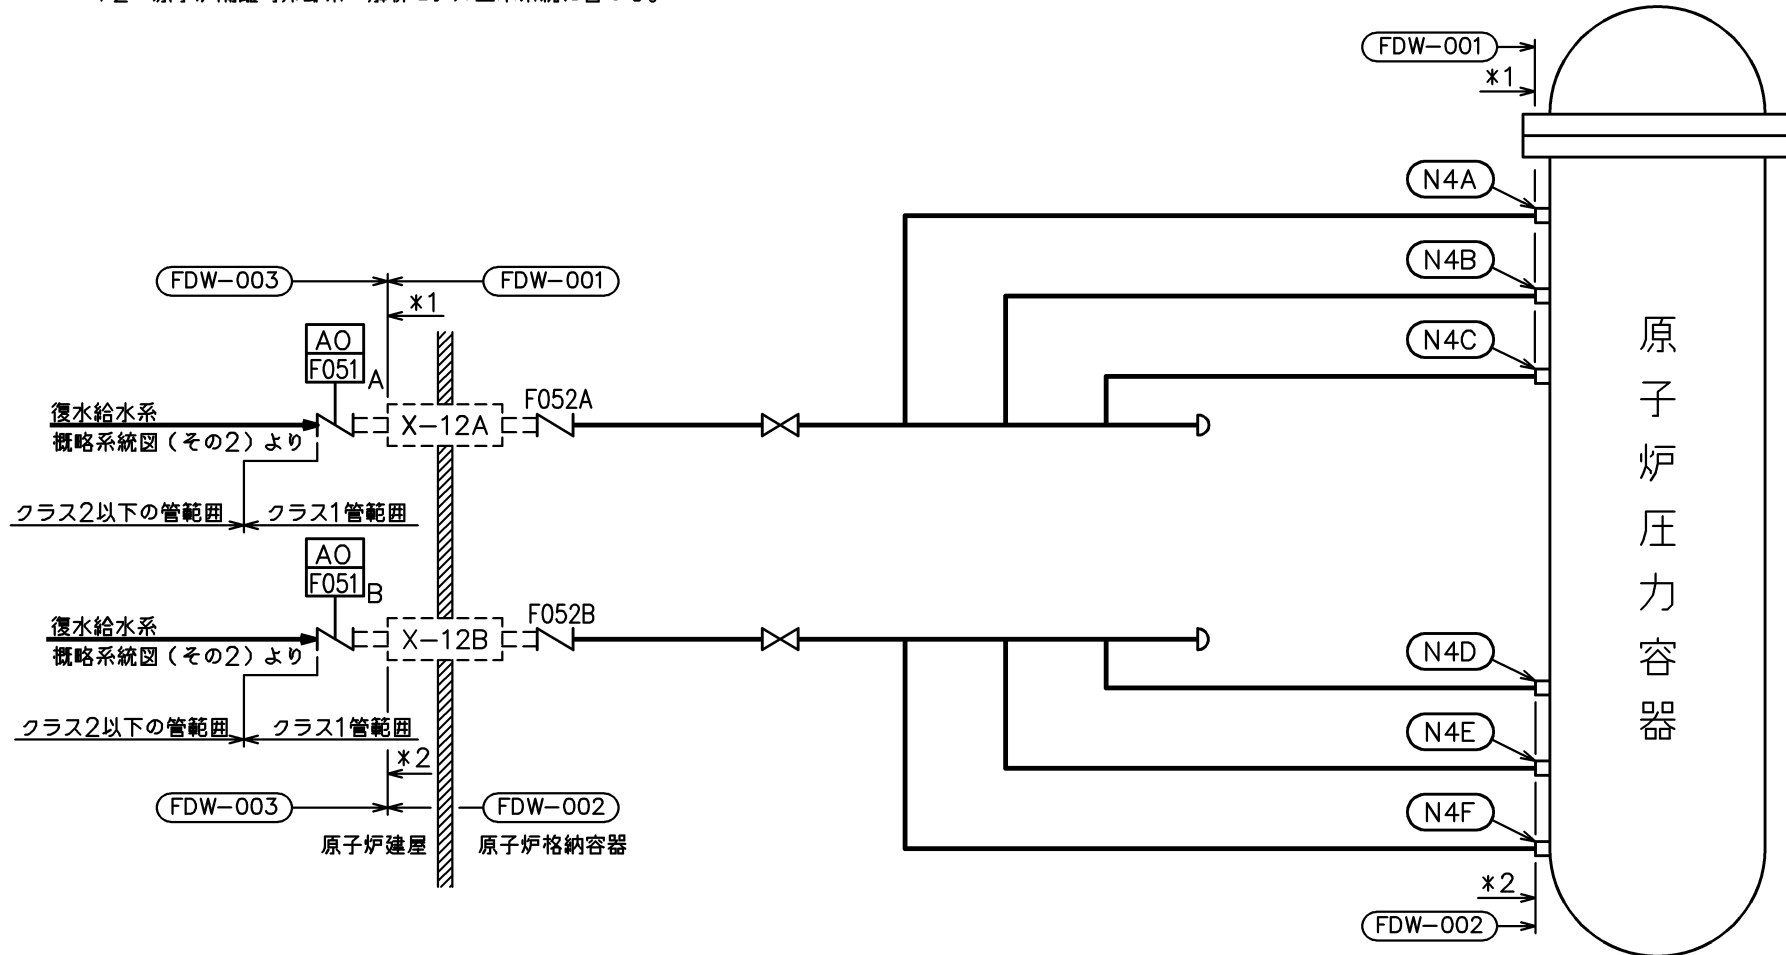 FDW-001
*1
N4A
N4B
FDW-003
FDW-001
*1
N4C
原子炉圧力容器
AO
F051
A
F052A
復水給水系
X-12A
概略系統図(その2)より
クラス2以下の管範囲
クラス1管範囲
AO
F051
B
F052B
復水給水系
X-12B
概略系統図(その2)より
N4D
クラス2以下の管範囲
クラス1管範囲
N4E
*2
FDW-003
FDW-002
N4F
原子炉建屋
原子炉格納容器
*2
FDW-002